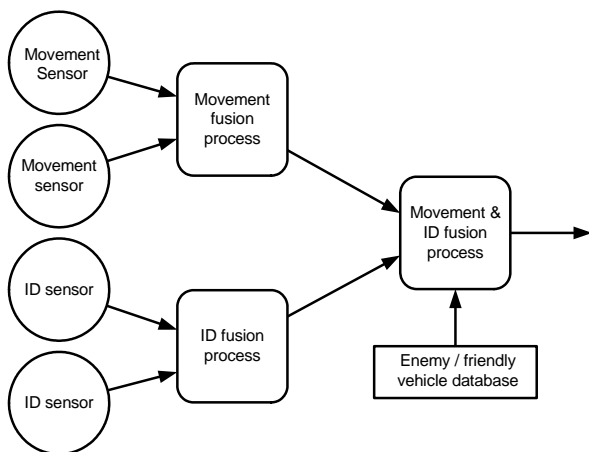 Movement
Sensor
Movement
sensor
ID sensor
ID sensor
Movement
fusion
process
ID fusion
process
Movement &
ID fusion
process
Enemy / friendly
vehicle database